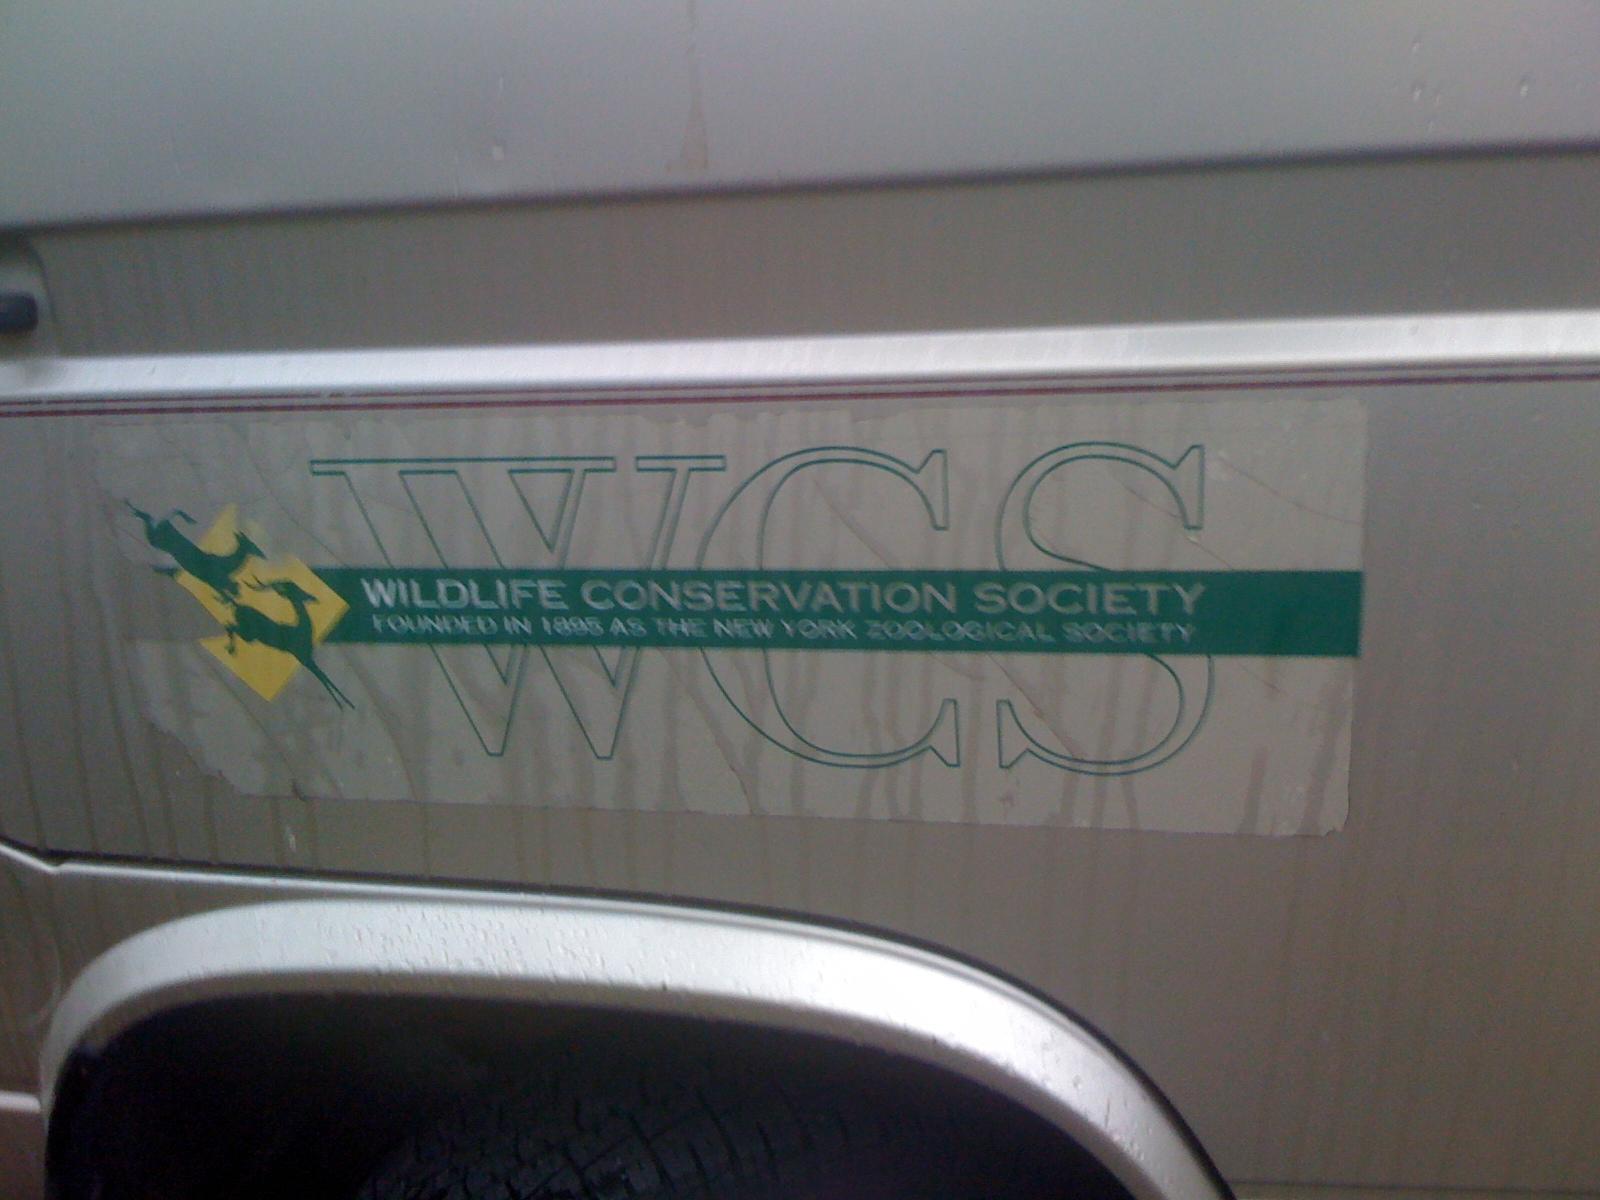 WCS
WILDLIFE CONSERVATION SOCIETY
FOUNDED IN 1895 AS THE NEW YORK ZOOLOGICAL SOCIETY